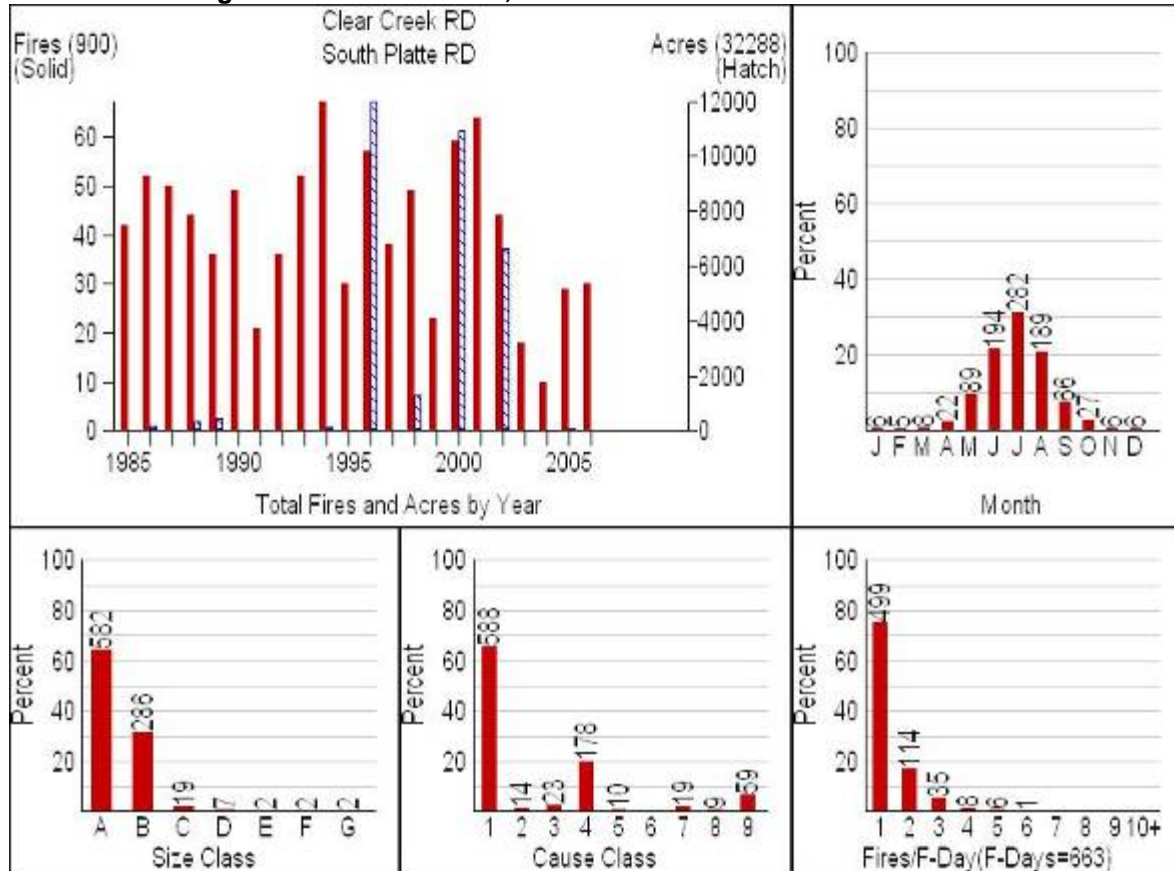 Clear Creek RD
South Platte RD
Fires (900)
(Solid)
Acres (32288)
(Hatch)
60
50
40
30
20
10
0
12000
10000
8000
6000
4000
2000
0
1985 1990 1995 2000 2005
Total Fires and Acres by Year
100
80
60
40
20
Percent
22 89 194 282 189 66 27
J F M A M J J A S O N D
Month
100
80
60
40
20
Percent
582 286 19 7 2 2 2
A B C D E F G
Size Class
100
80
60
40
20
Percent
588 14 23 178 10 19 9 59
1 2 3 4 5 6 7 8 9
Cause Class
100
80
60
40
20
Percent
499 114 35 8 6 1
1 2 3 4 5 6 7 8 9 10+
Fires/F-Day(F-Days=663)